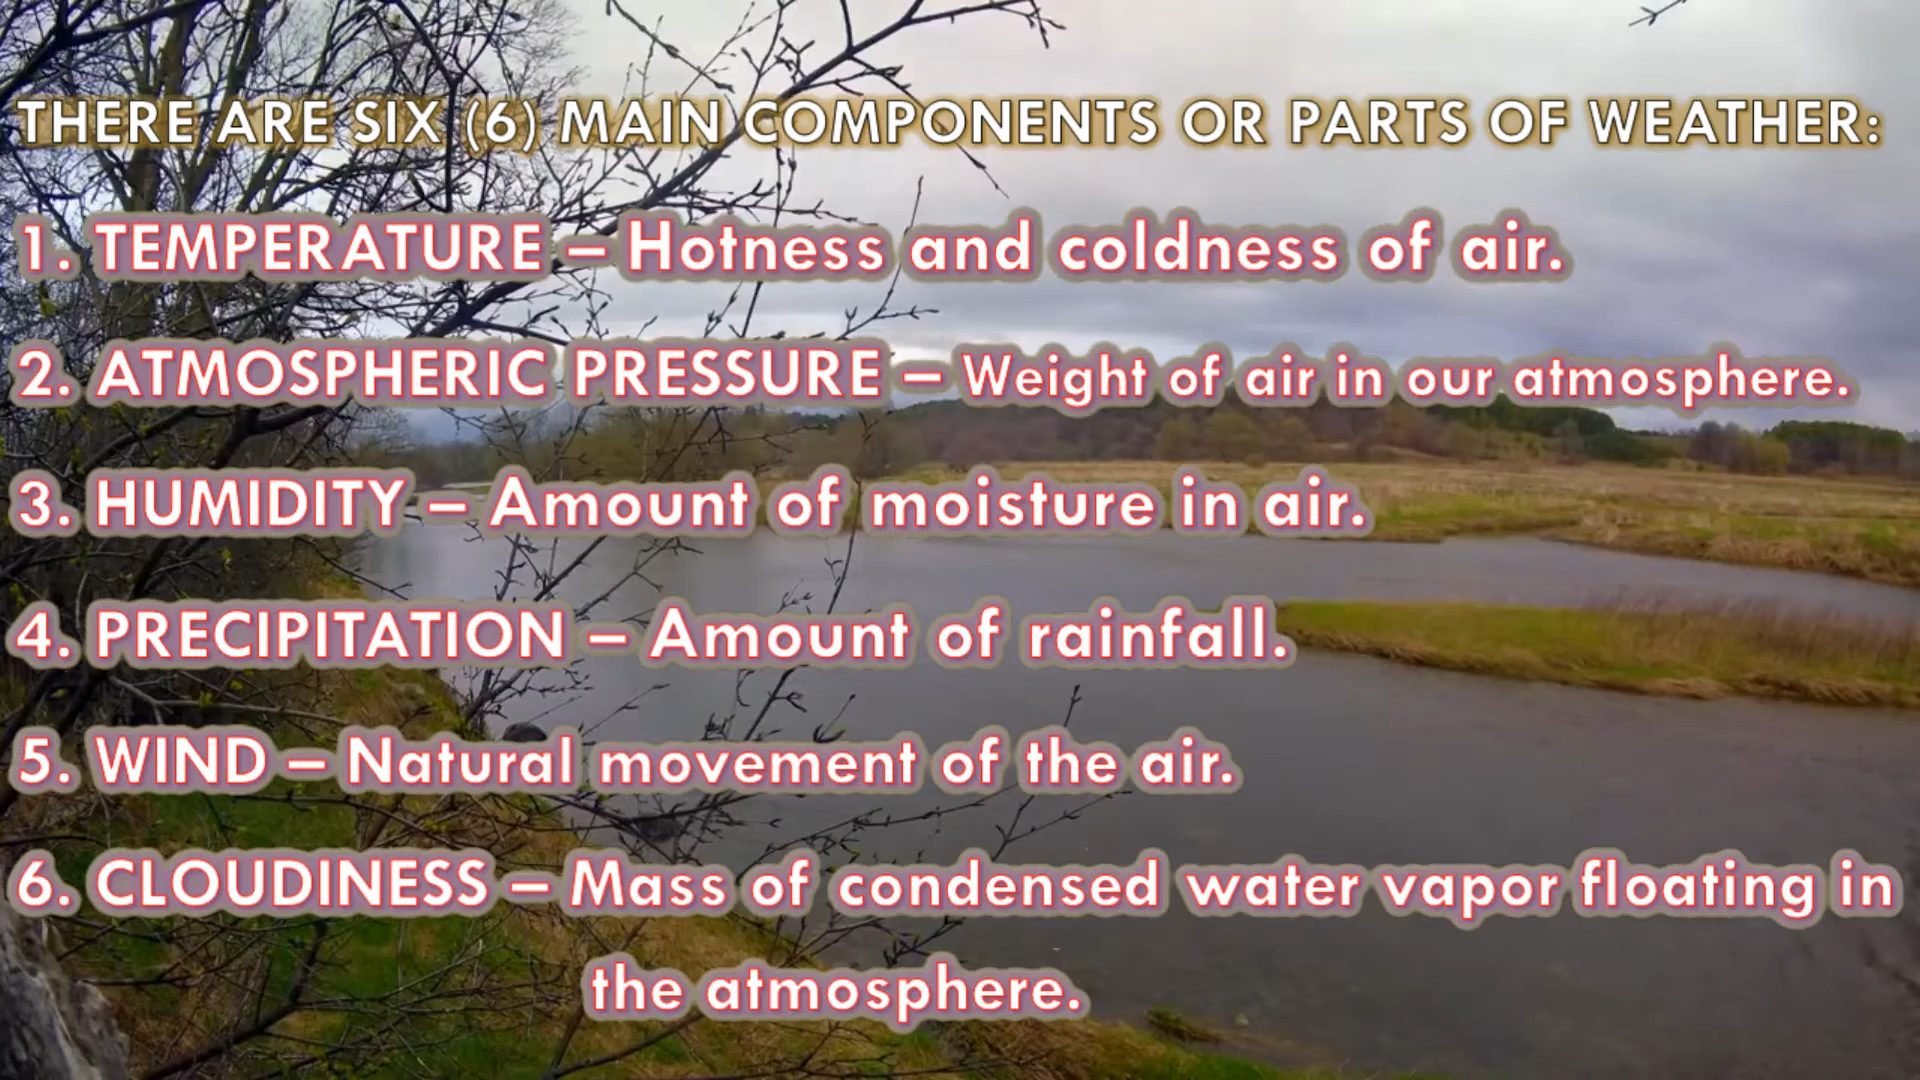 THERE ARE SIX (6) MAIN COMPONENTS OR PARTS OF WEATHER:
1. TEMPERATURE – Hotness and coldness of air.
2. ATMOSPHERIC PRESSURE – Weight of air in our atmosphere.
3. HUMIDITY – Amount of moisture in air.
4. PRECIPITATION – Amount of rainfall.
5. WIND – Natural movement of the air.
6. CLOUDINESS – Mass of condensed water vapor floating in
the atmosphere.